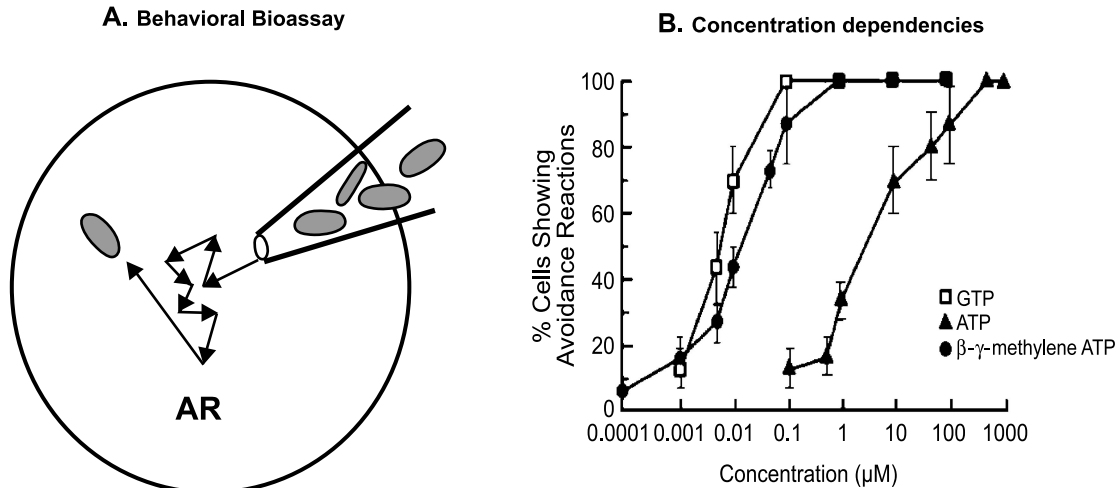 A. Behavioral Bioassay
AR
B. Concentration dependencies
% Cells Showing
Avoidance Reactions
100
80
60
40
20
0
0.0001 0.001 0.01 0.1 1 10 100 1000
Concentration (µM)
GTP
ATP
β-γ-methylene ATP